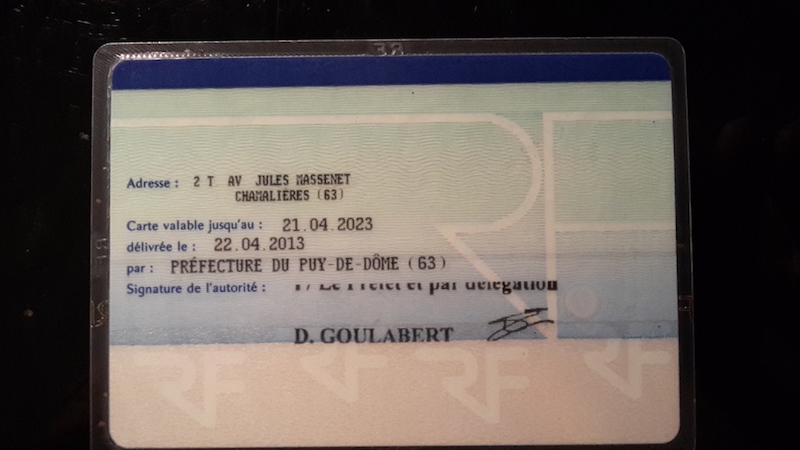 Adresse : 2 T AV JULES MASSENET
CHAMALIÈRES (63)
Carte valable jusqu'au : 21.04.2023
délivrée le : 22.04.2013
par : PRÉFECTURE DU PUY-DE-DÔME (63)
Signature de l'autorité : P/ Le Préfet et par délégation
D. GOULABERT
RF
RF RF RF RF